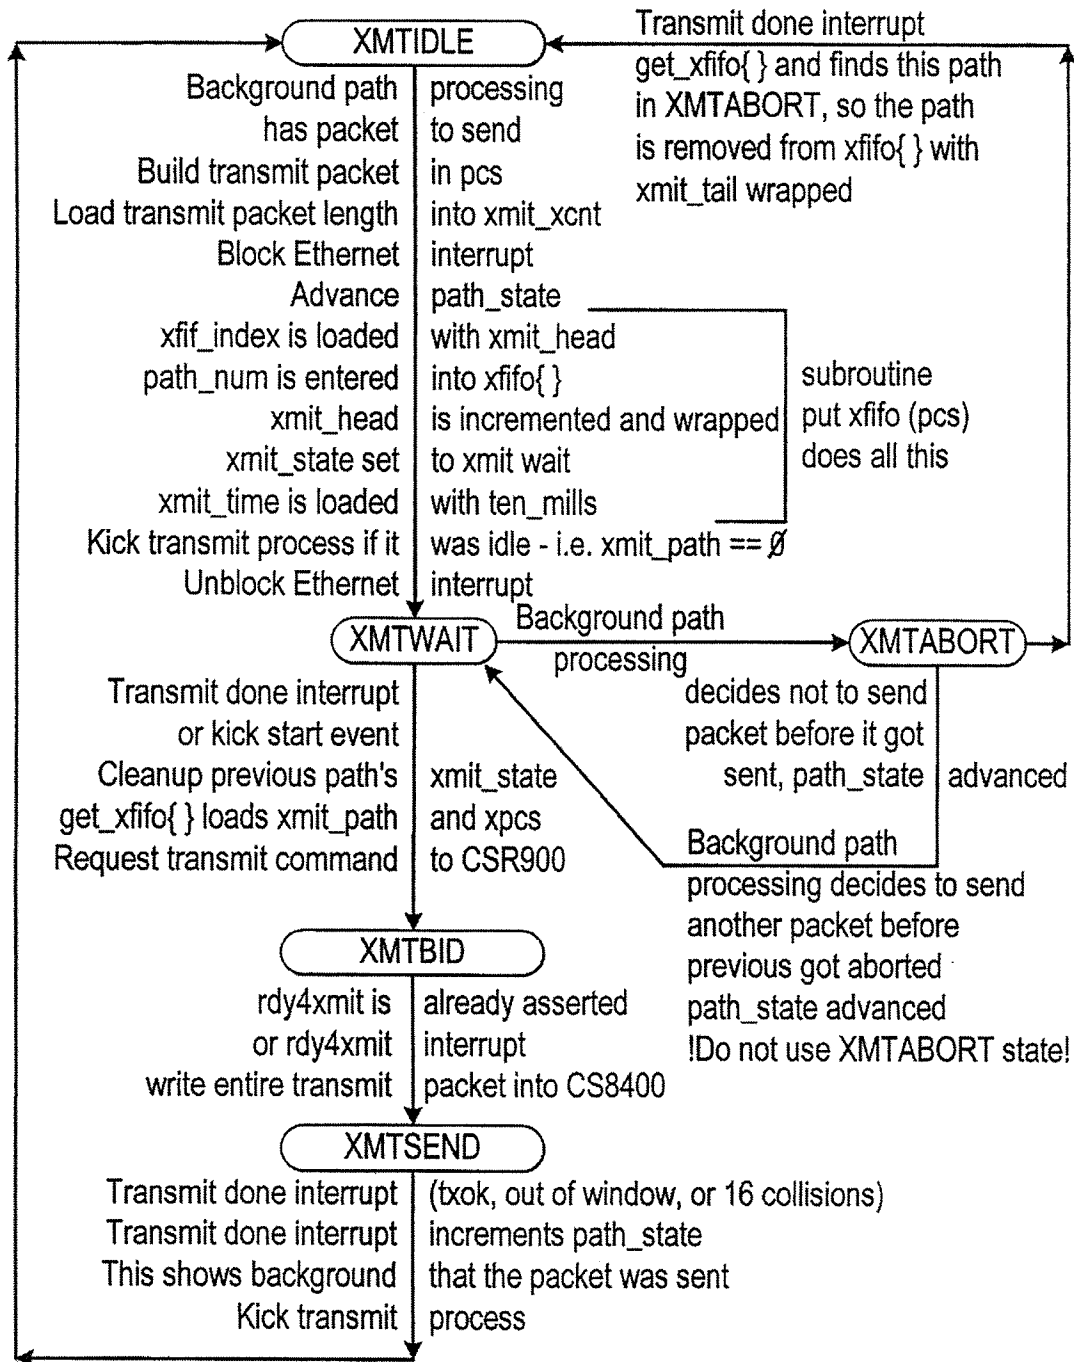 XMTIDLE
Transmit done interrupt
get_xfifo{ } and finds this path
in XMTABORT, so the path
is removed from xfifo{ } with
xmit_tail wrapped
Background path processing
has packet to send
Build transmit packet in pcs
Load transmit packet length into xmit_xcnt
Block Ethernet interrupt
Advance path_state
xfif_index is loaded with xmit_head
path_num is entered into xfifo{ }
xmit_head is incremented and wrapped
xmit_state set to xmit wait
xmit_time is loaded with ten_mills
subroutine
put xfifo (pcs)
does all this
Kick transmit process if it was idle - i.e. xmit_path == Ø
Unblock Ethernet interrupt
XMTWAIT
Background path
processing
XMTABORT
decides not to send
packet before it got
sent, path_state advanced
Transmit done interrupt
or kick start event
Cleanup previous path's xmit_state
get_xfifo{ } loads xmit_path and xpcs
Request transmit command to CSR900
Background path
processing decides to send
another packet before
previous got aborted
path_state advanced
!Do not use XMTABORT state!
XMTBID
rdy4xmit is already asserted
or rdy4xmit interrupt
write entire transmit packet into CS8400
XMTSEND
Transmit done interrupt (txok, out of window, or 16 collisions)
Transmit done interrupt increments path_state
This shows background that the packet was sent
Kick transmit process